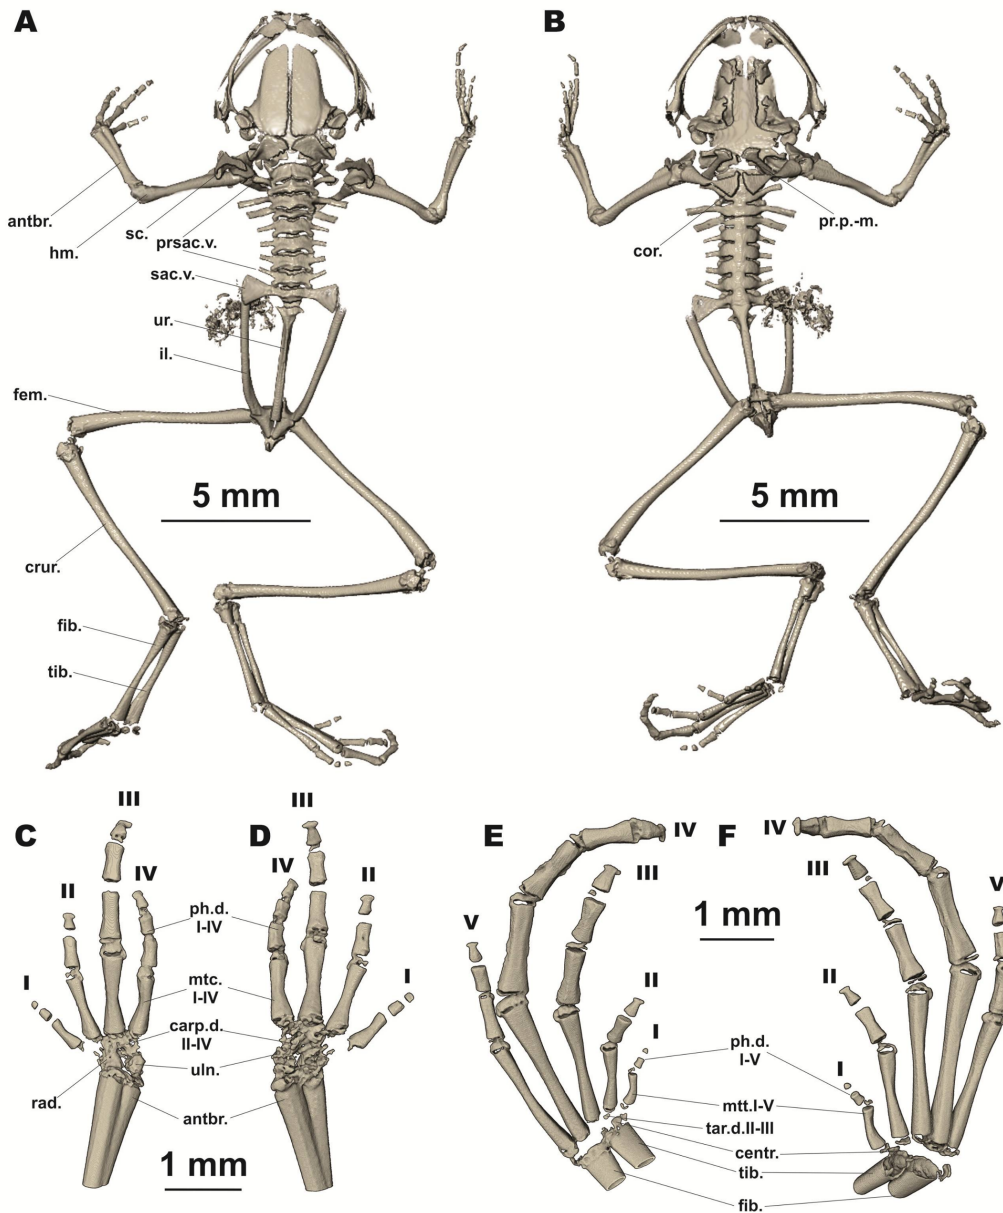 A
B
antbr.
hm.
sc.
prsac.v.
sac.v.
ur.
il.
fem.
5 mm
crur.
fib.
tib.
cor.
pr.p.-m.
5 mm
C
III
II
IV
I
D
III
IV
II
I
ph.d.
I-IV
mtc.
I-IV
carp.d.
II-IV
uln.
rad.
antbr.
1 mm
E
IV
III
V
II
I
1 mm
F
IV
III
V
II
I
ph.d.
I-V
mtt.I-V
tar.d.II-III
centr.
tib.
fib.